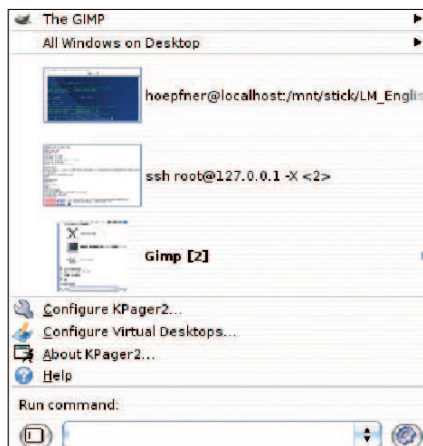 The GIMP
All Windows on Desktop
hoepfner@localhost:/mnt/stick/LM_Englis
ssh root@127.0.0.1 -X <2>
Gimp [2]
Configure KPager2...
Configure Virtual Desktops...
About KPager2...
Help
Run command: